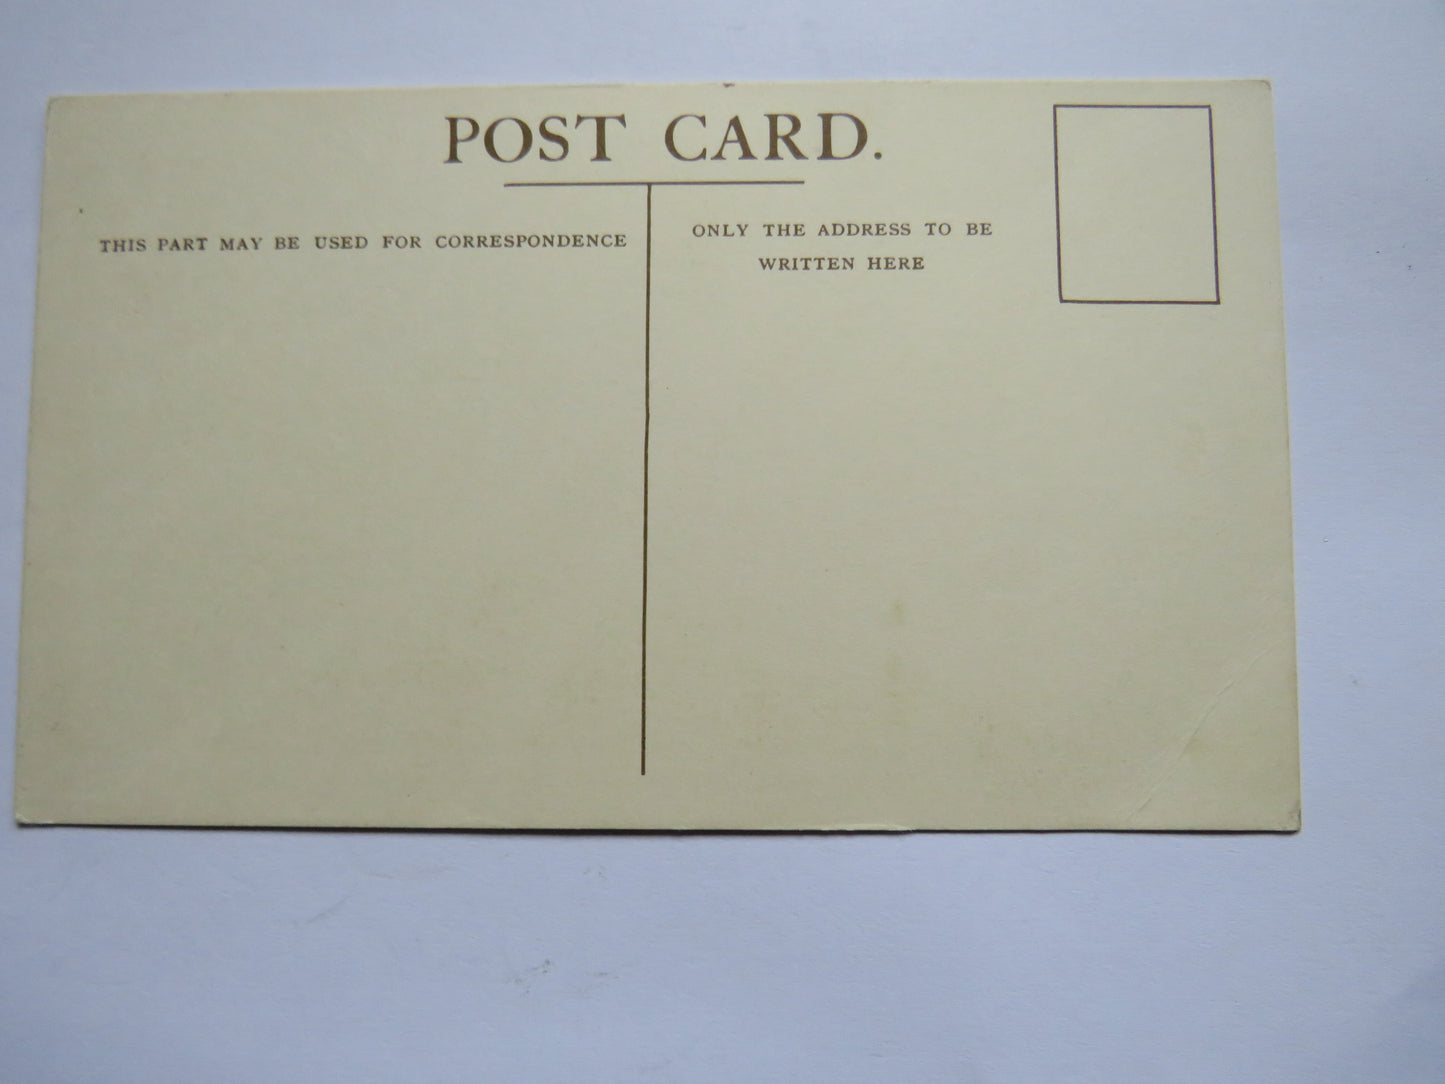 POST CARD.
THIS PART MAY BE USED FOR CORRESPONDENCE
ONLY THE ADDRESS TO BE
WRITTEN HERE